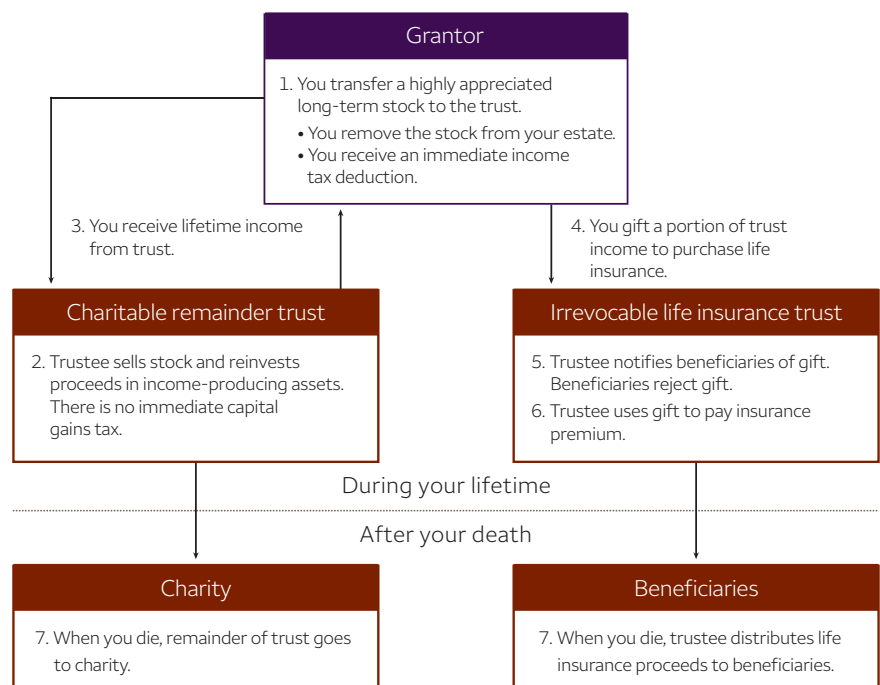 Grantor
1. You transfer a highly appreciated
long-term stock to the trust.
• You remove the stock from your estate.
• You receive an immediate income
tax deduction.
3. You receive lifetime income
from trust.
4. You gift a portion of trust
income to purchase life
insurance.
Charitable remainder trust
2. Trustee sells stock and reinvests
proceeds in income-producing assets.
There is no immediate capital
gains tax.
Irrevocable life insurance trust
5. Trustee notifies beneficiaries of gift.
Beneficiaries reject gift.
6. Trustee uses gift to pay insurance
premium.
During your lifetime
After your death
Charity
7. When you die, remainder of trust goes
to charity.
Beneficiaries
7. When you die, trustee distributes life
insurance proceeds to beneficiaries.